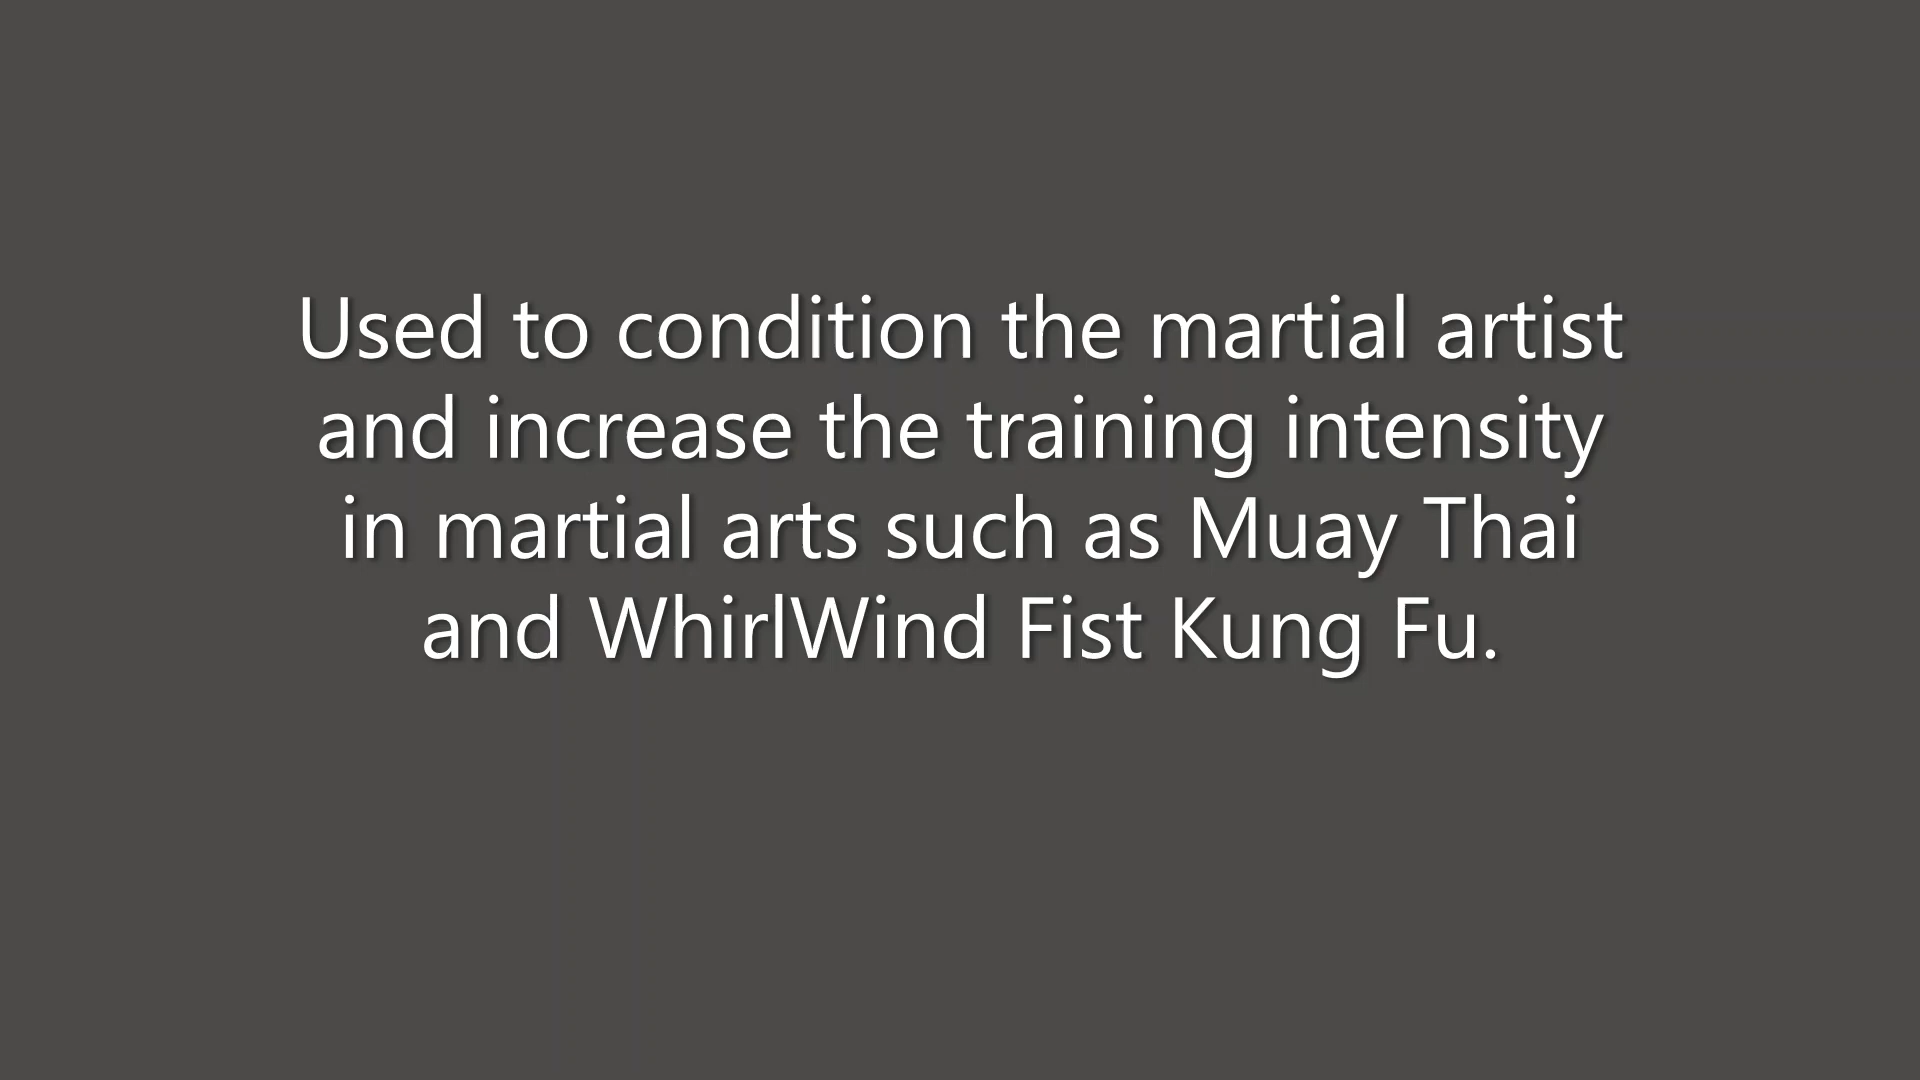 Used to condition the martial artist
and increase the training intensity
in martial arts such as Muay Thai
and WhirlWind Fist Kung Fu.